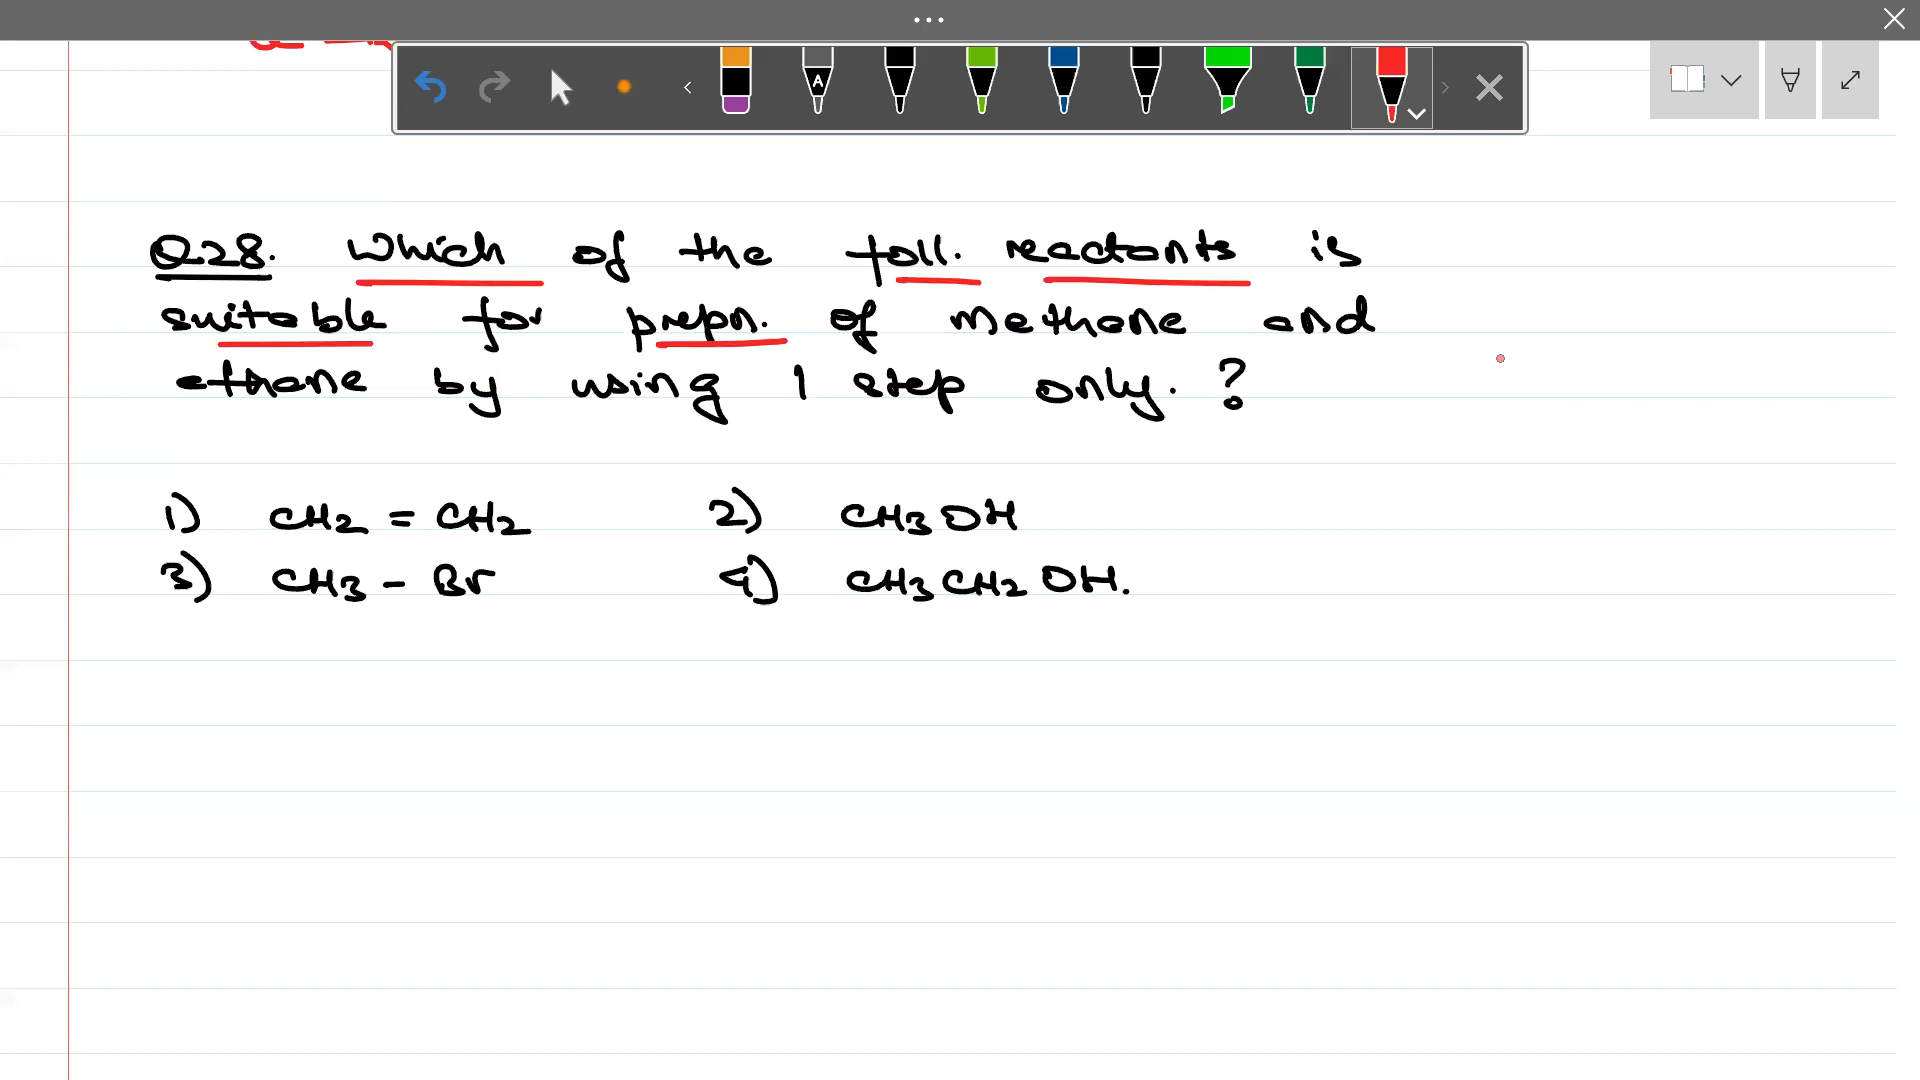 Q28. Which of the foll. reactants is
suitable for prepn. of methane and
ethane by using 1 step only. ?
1) CH2 = CH2 2) CH3OH
3) CH3 - Br 4) CH3CH2OH.